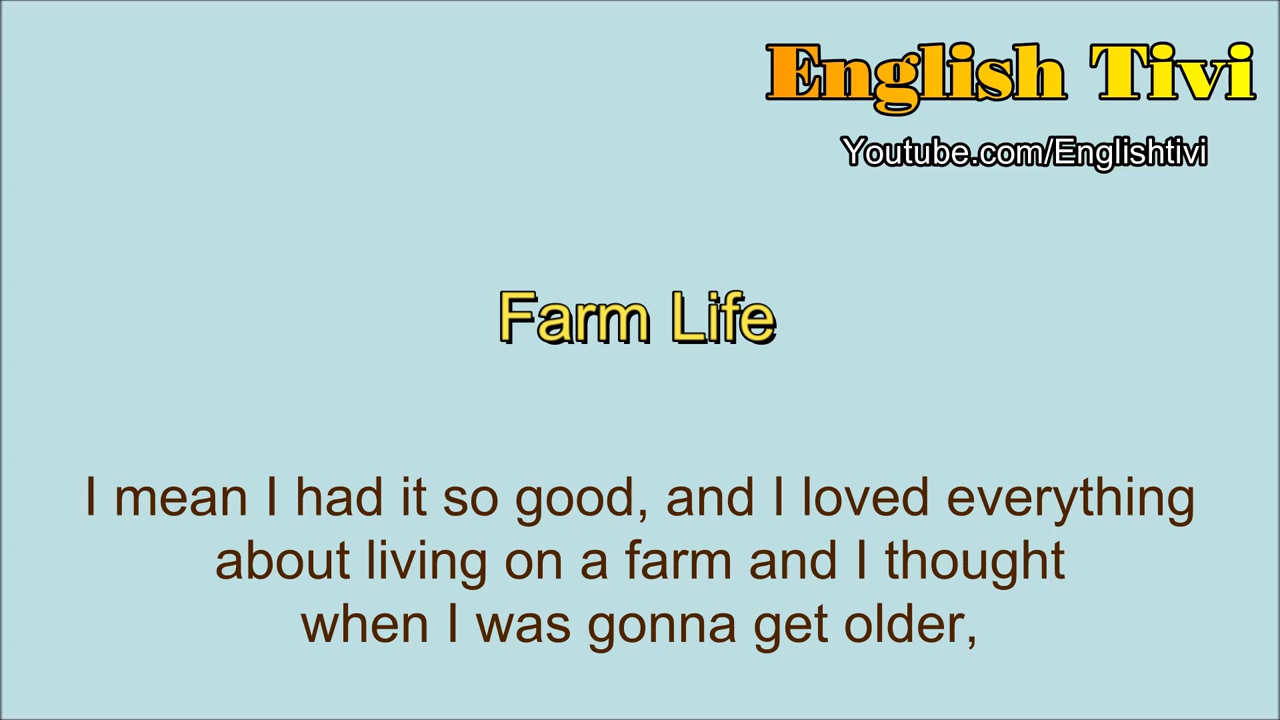 English Tivi
Youtube.com/Englishtivi
Farm Life
I mean I had it so good, and I loved everything
about living on a farm and I thought
when I was gonna get older,